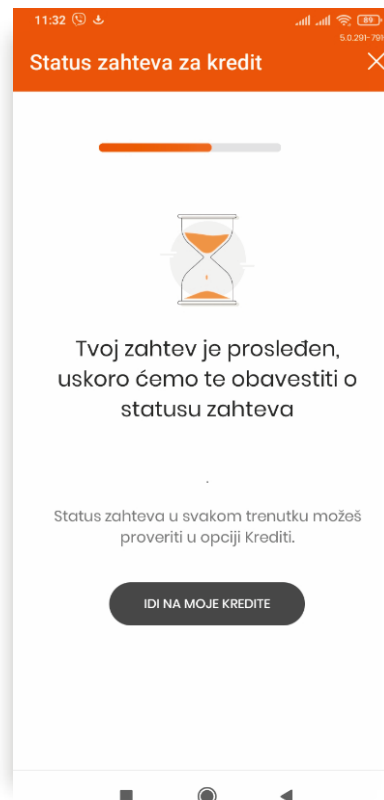 11:32
89
5.0.291-791
Status zahteva za kredit
Tvoj zahtev je prosleđen,
uskoro ćemo te obavestiti o
statusu zahteva
.
Status zahteva u svakom trenutku možeš
proveriti u opciji Krediti.
IDI NA MOJE KREDITE